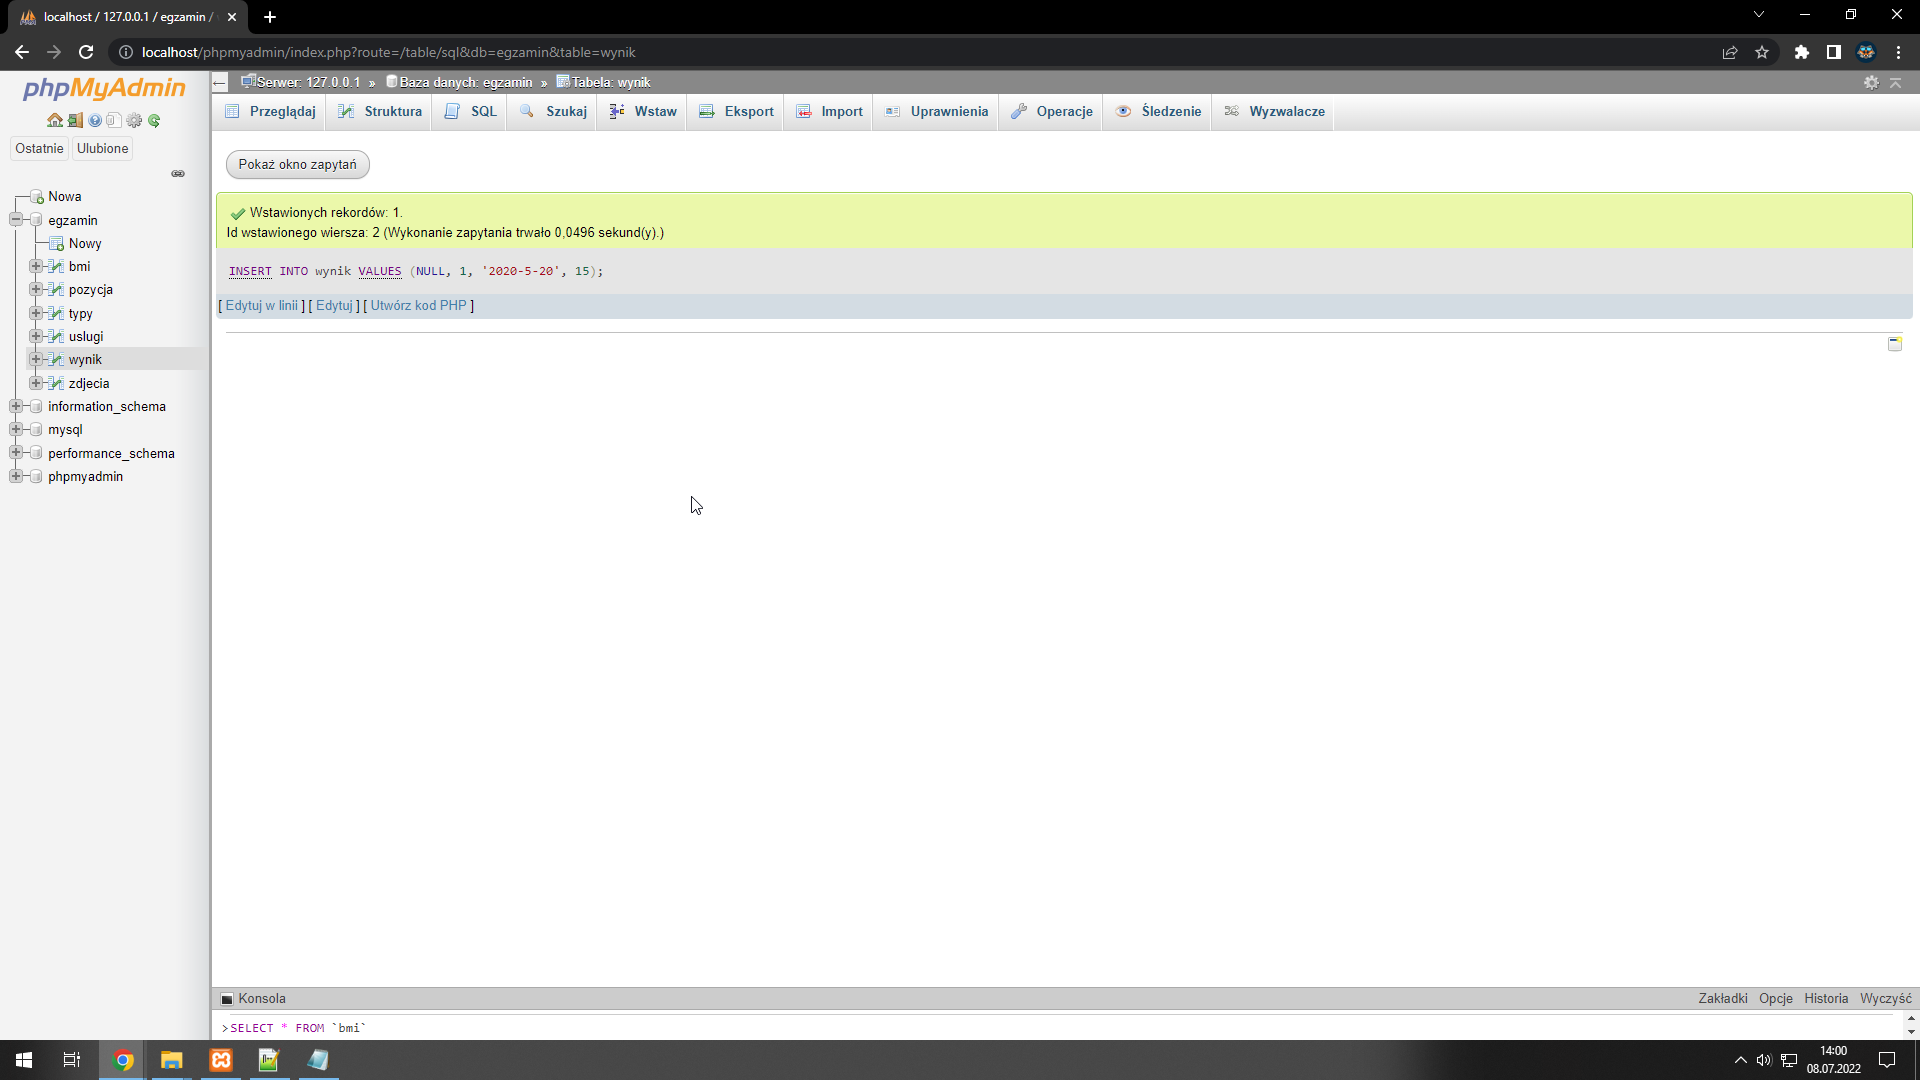 localhost / 127.0.0.1 / egzamin /
localhost/phpmyadmin/index.php?route=/table/sql&db=egzamin&table=wynik
phpMyAdmin
Ostatnie Ulubione
Nowa
egzamin
Nowy
bmi
pozycja
typy
uslugi
wynik
zdjecia
information_schema
mysql
performance_schema
phpmyadmin
Serwer: 127.0.0.1 » Baza danych: egzamin » Tabela: wynik
Przeglądaj Struktura SQL Szukaj Wstaw Eksport Import Uprawnienia Operacje Śledzenie Wyzwalacze
Pokaż okno zapytań
Wstawionych rekordów: 1.
Id wstawionego wiersza: 2 (Wykonanie zapytania trwało 0,0496 sekund(y).)
INSERT INTO wynik VALUES (NULL, 1, '2020-5-20', 15);
[ Edytuj w linii ] [ Edytuj ] [ Utwórz kod PHP ]
Konsola Zakładki Opcje Historia Wyczyść
>SELECT * FROM `bmi`
14:00
08.07.2022